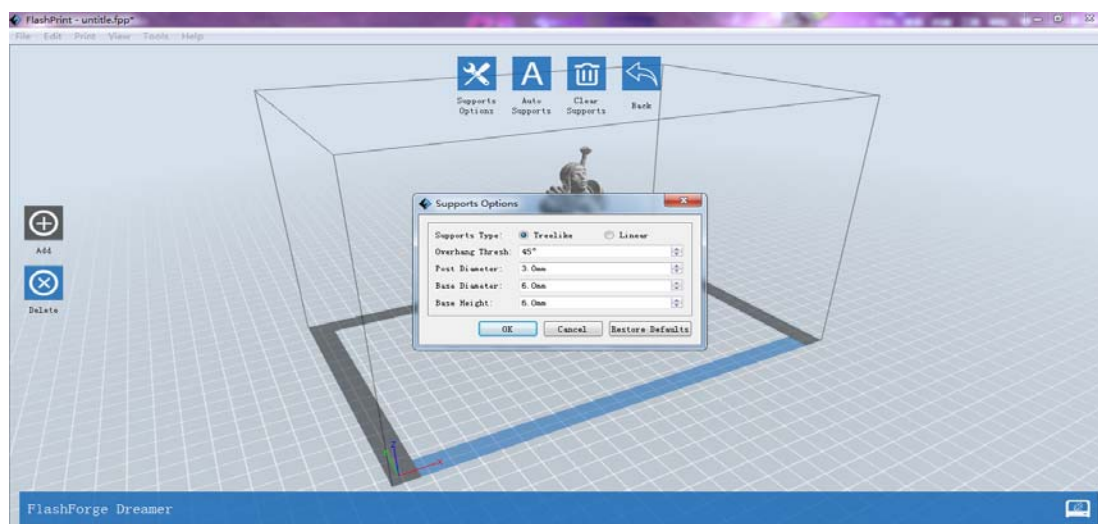 FlashPrint - untitle.fpp*
File Edit Print View Tools Help
Supports Options
Auto Supports
Clear Supports
Back
Add
Delete
Supports Options
Supports Type: Treelike Linear
Overhang Thresh: 45°
Post Diameter: 3.0mm
Base Diameter: 6.0mm
Base Height: 6.0mm
OK Cancel Restore Defaults
Z
X
FlashForge Dreamer